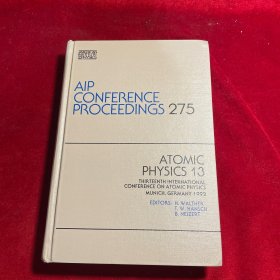 AIP
CONFERENCE
PROCEEDINGS 275
ATOMIC
PHYSICS 13
THIRTEENTH INTERNATIONAL
CONFERENCE ON ATOMIC PHYSICS
MUNICH, GERMANY 1992
EDITORS: H. WALTHER
T. W. HÄNSCH
B. NEIZERT